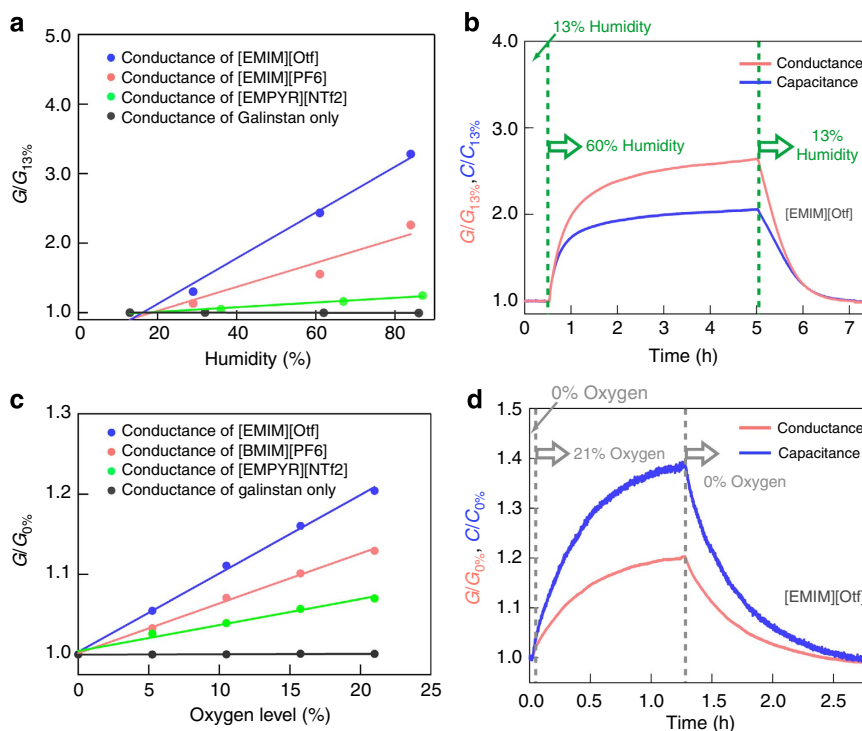 a
5.0
4.0
3.0
2.0
1.0
G/G13%
Conductance of [EMIM][Otf]
Conductance of [EMIM][PF6]
Conductance of [EMPYR][NTf2]
Conductance of Galinstan only
0 20 40 60 80
Humidity (%)
b
13% Humidity
4.0
3.0
2.0
1.0
G/G13%, C/C13%
Conductance
Capacitance
60% Humidity
13%
Humidity
[EMIM][Otf]
0 1 2 3 4 5 6 7
Time (h)
c
1.3
1.2
1.1
1.0
G/G0%
Conductance of [EMIM][Otf]
Conductance of [BMIM][PF6]
Conductance of [EMPYR][NTf2]
Conductance of galinstan only
0 5 10 15 20 25
Oxygen level (%)
d
0% Oxygen
1.5
1.4
1.3
1.2
1.1
1.0
G/G0%, C/C0%
Conductance
Capacitance
21% Oxygen
0% Oxygen
[EMIM][Otf]
0.0 0.5 1.0 1.5 2.0 2.5
Time (h)